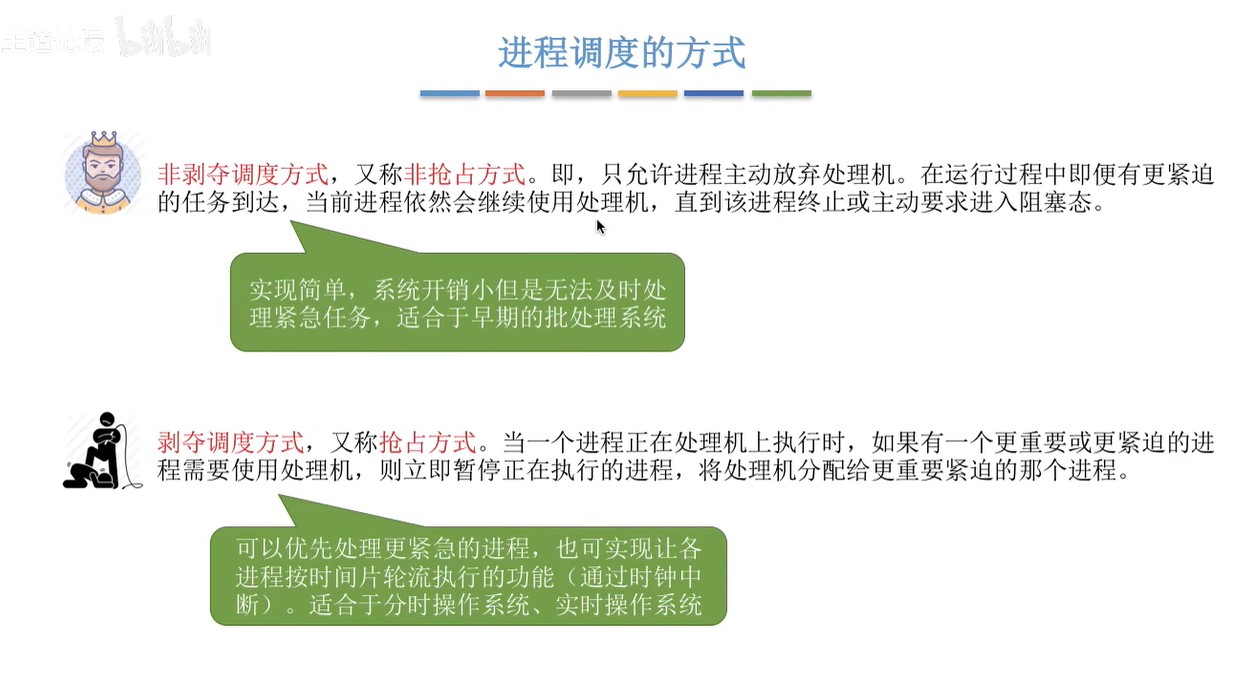 王道论坛 bilibili
进程调度的方式
非剥夺调度方式，又称非抢占方式。即，只允许进程主动放弃处理机。在运行过程中即便有更紧迫
的任务到达，当前进程依然会继续使用处理机，直到该进程终止或主动要求进入阻塞态。
实现简单，系统开销小但是无法及时处
理紧急任务，适合于早期的批处理系统
剥夺调度方式，又称抢占方式。当一个进程正在处理机上执行时，如果有一个更重要或更紧迫的进
程需要使用处理机，则立即暂停正在执行的进程，将处理机分配给更重要紧迫的那个进程。
可以优先处理更紧急的进程，也可实现让各
进程按时间片轮流执行的功能（通过时钟中
断）。适合于分时操作系统、实时操作系统